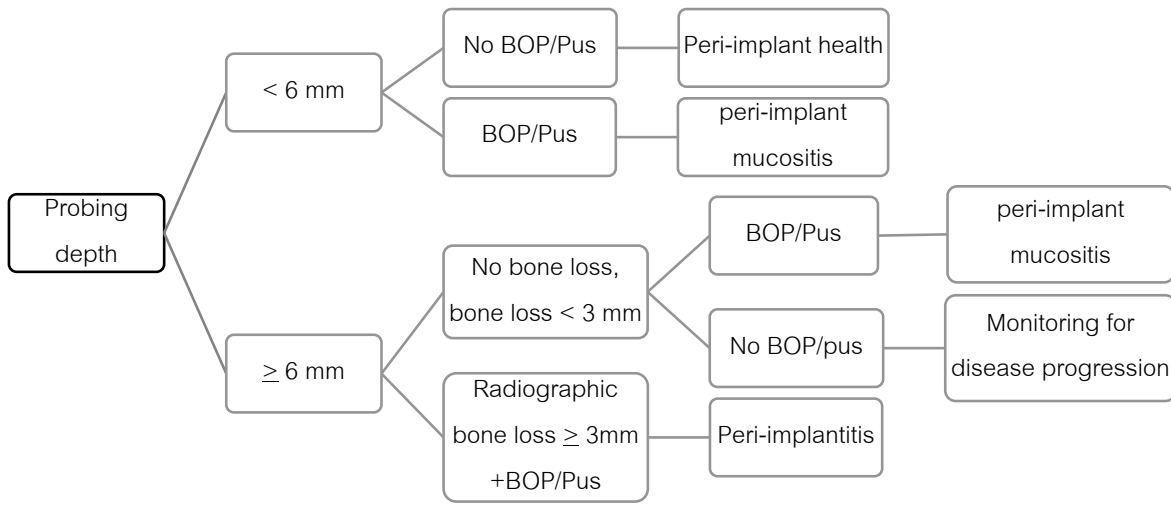 No BOP/Pus
Peri-implant health
< 6 mm
BOP/Pus
peri-implant
mucositis
Probing
depth
No bone loss,
bone loss < 3 mm
BOP/Pus
peri-implant
mucositis
No BOP/pus
Monitoring for
disease progression
≥ 6 mm
Radiographic
bone loss ≥ 3mm
+BOP/Pus
Peri-implantitis